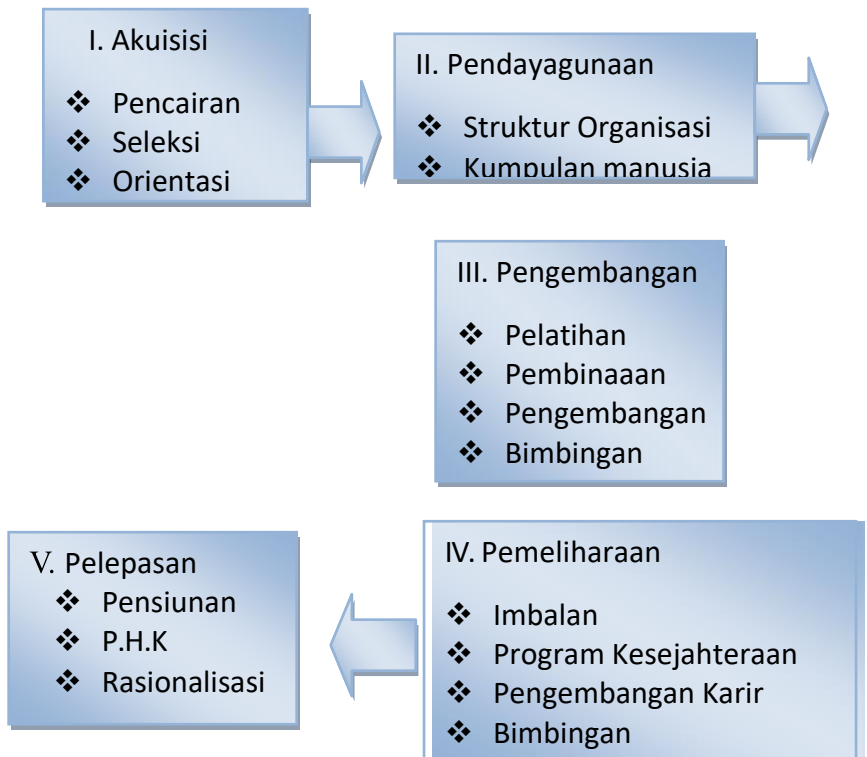 I. Akuisisi
❖ Pencairan
❖ Seleksi
❖ Orientasi
II. Pendayagunaan
❖ Struktur Organisasi
❖ Kumpulan manusia
III. Pengembangan
❖ Pelatihan
❖ Pembinaaan
❖ Pengembangan
❖ Bimbingan
IV. Pemeliharaan
❖ Imbalan
❖ Program Kesejahteraan
❖ Pengembangan Karir
❖ Bimbingan
V. Pelepasan
❖ Pensiunan
❖ P.H.K
❖ Rasionalisasi